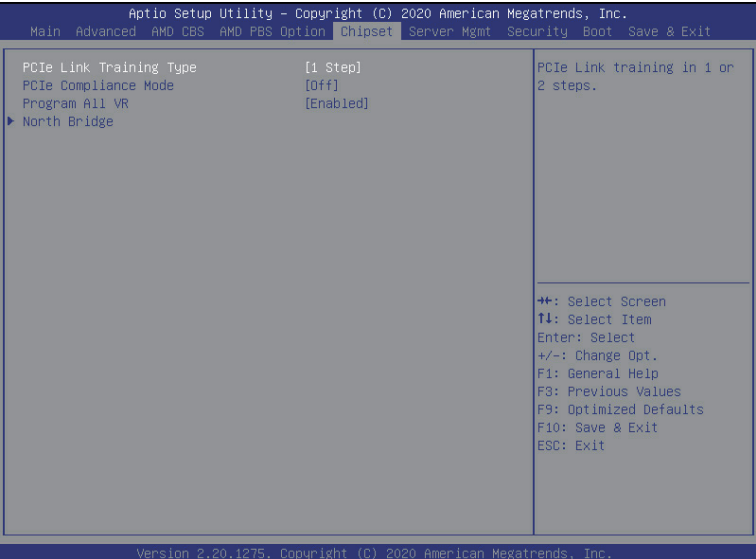 Aptio Setup Utility – Copyright (C) 2020 American Megatrends, Inc.
Main Advanced AMD CBS AMD PBS Option Chipset Server Mgmt Security Boot Save & Exit
PCIe Link Training Type [1 Step]
PCIe Compliance Mode [Off]
Program All VR [Enabled]
North Bridge
PCIe Link training in 1 or
2 steps.
→←: Select Screen
↑↓: Select Item
Enter: Select
+/-: Change Opt.
F1: General Help
F3: Previous Values
F9: Optimized Defaults
F10: Save & Exit
ESC: Exit
Version 2.20.1275. Copyright (C) 2020 American Megatrends, Inc.